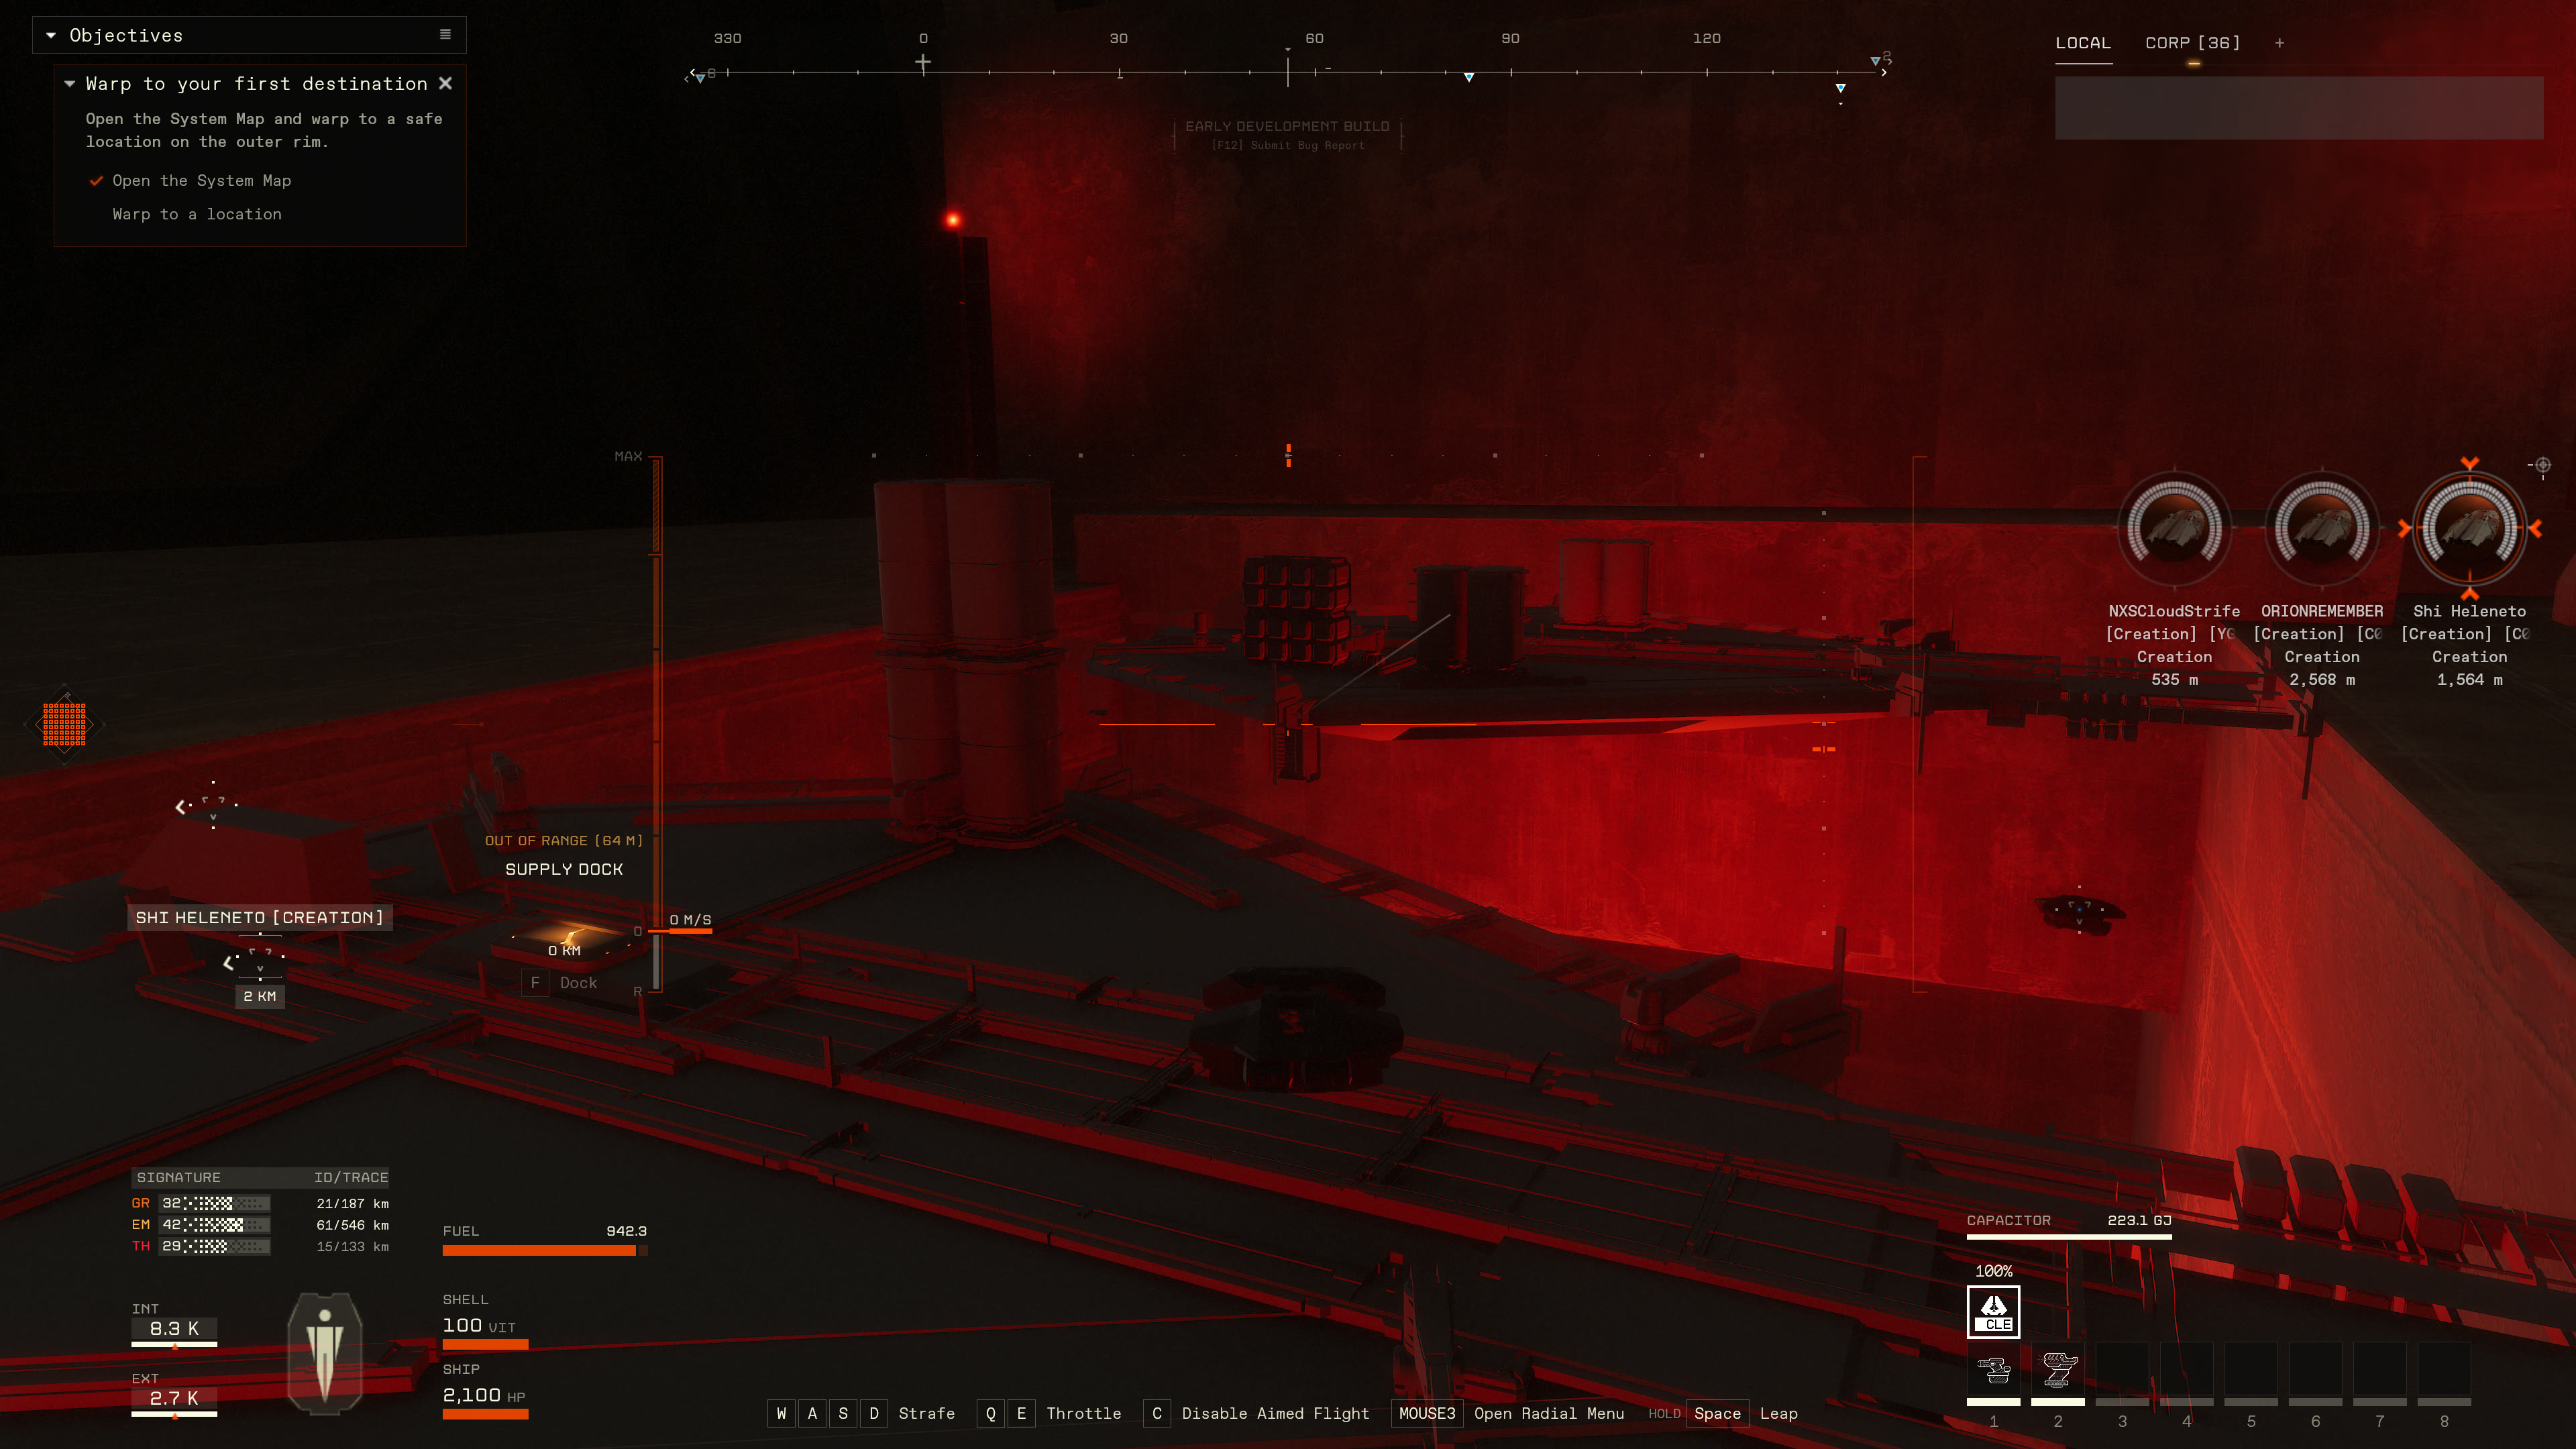 Objectives
Warp to your first destination
Open the System Map and warp to a safe
location on the outer rim.
Open the System Map
Warp to a location
330 0 30 60 90 120
EARLY DEVELOPMENT BUILD
[F12] Submit Bug Report
LOCAL CORP [36] +
MAX
NXSCloudStrife
[Creation] [YG
Creation
535 m
ORIONREMEMBER
[Creation] [C0
Creation
2,568 m
Shi Heleneto
[Creation] [C0
Creation
1,564 m
OUT OF RANGE (64 M)
SUPPLY DOCK
0 KM
F Dock
0 0 M/S
R
SHI HELENETO [CREATION]
2 KM
SIGNATURE ID/TRACE
GR 32 21/187 km
EM 42 61/546 km
TH 29 15/133 km
FUEL 942.3
INT
8.3 K
EXT
2.7 K
SHELL
100 VIT
SHIP
2,100 HP
CAPACITOR 223.1 GJ
100%
CLE
1 2 3 4 5 6 7 8
W A S D Strafe Q E Throttle C Disable Aimed Flight MOUSE3 Open Radial Menu HOLD Space Leap